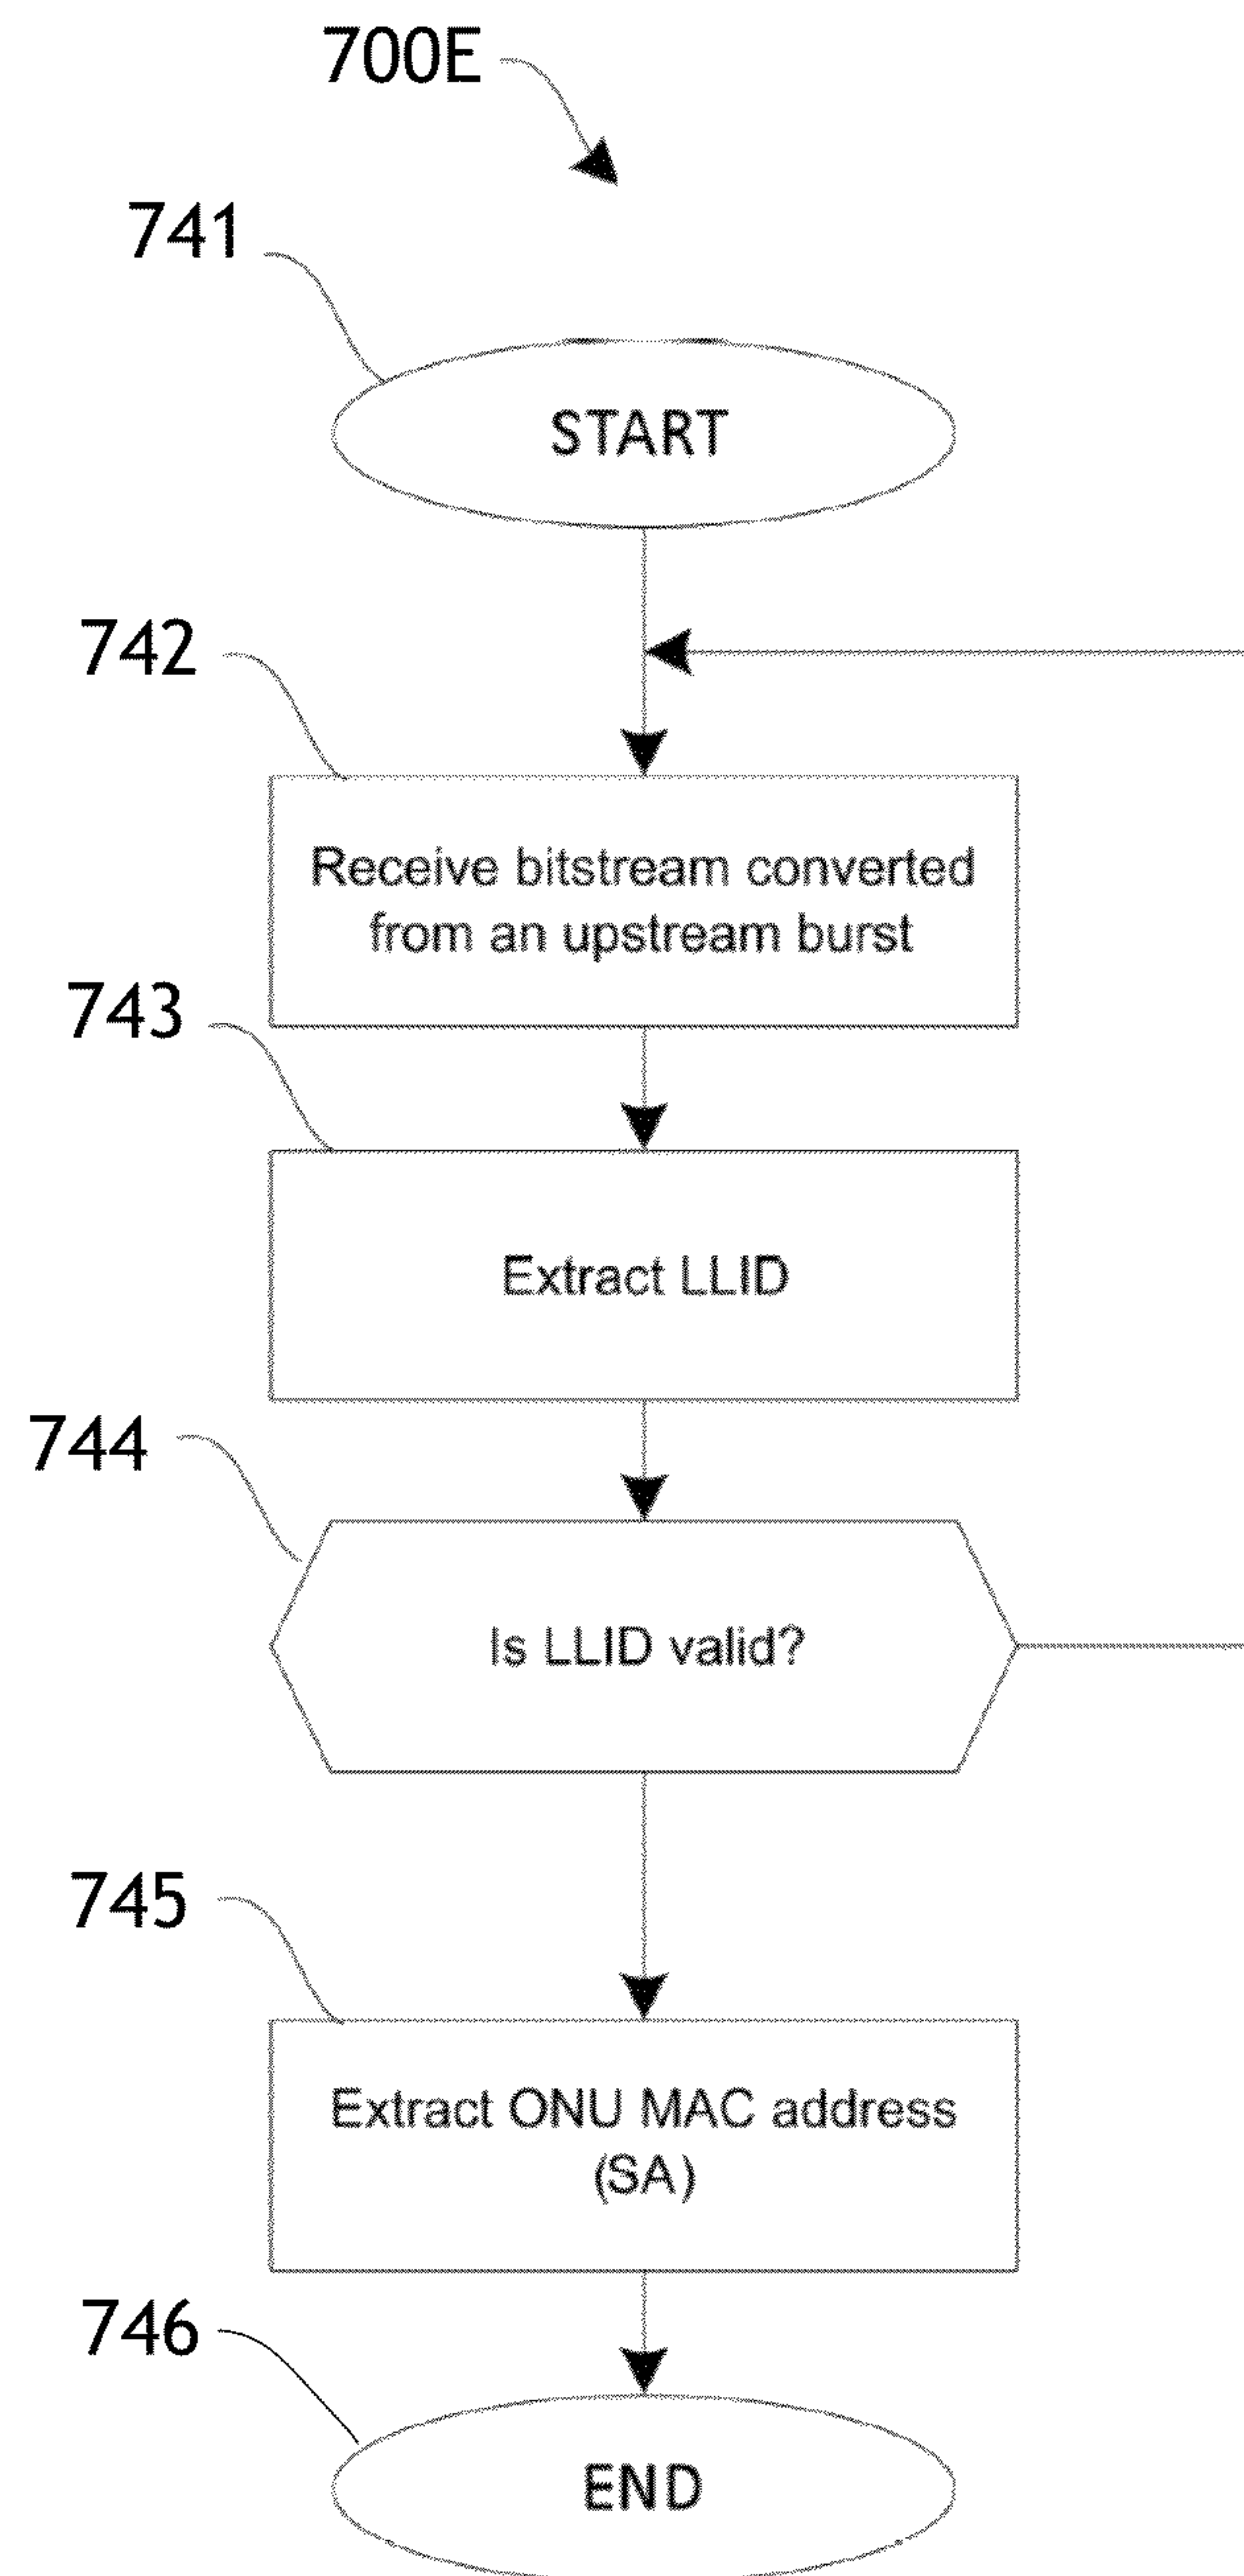 700E
741
START
742
Receive bitstream converted
from an upstream burst
743
Extract LLID
744
Is LLID valid?
745
Extract ONU MAC address
(SA)
746
END